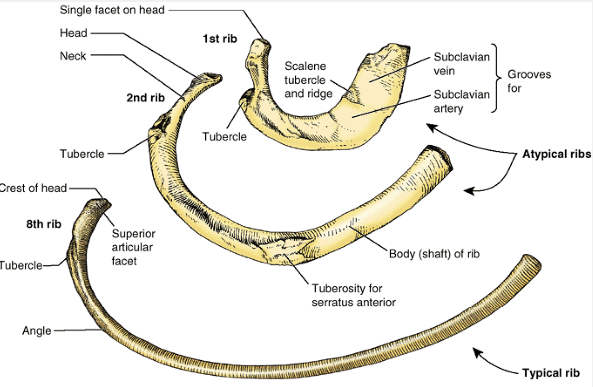 Single facet on head
Head
Neck
1st rib
2nd rib
Scalene
tubercle
and ridge
Subclavian
vein
Subclavian
artery
Grooves
for
Tubercle
Tubercle
Atypical ribs
Crest of head
8th rib
Superior
articular
facet
Tubercle
Body (shaft) of rib
Tuberosity for
serratus anterior
Angle
Typical rib